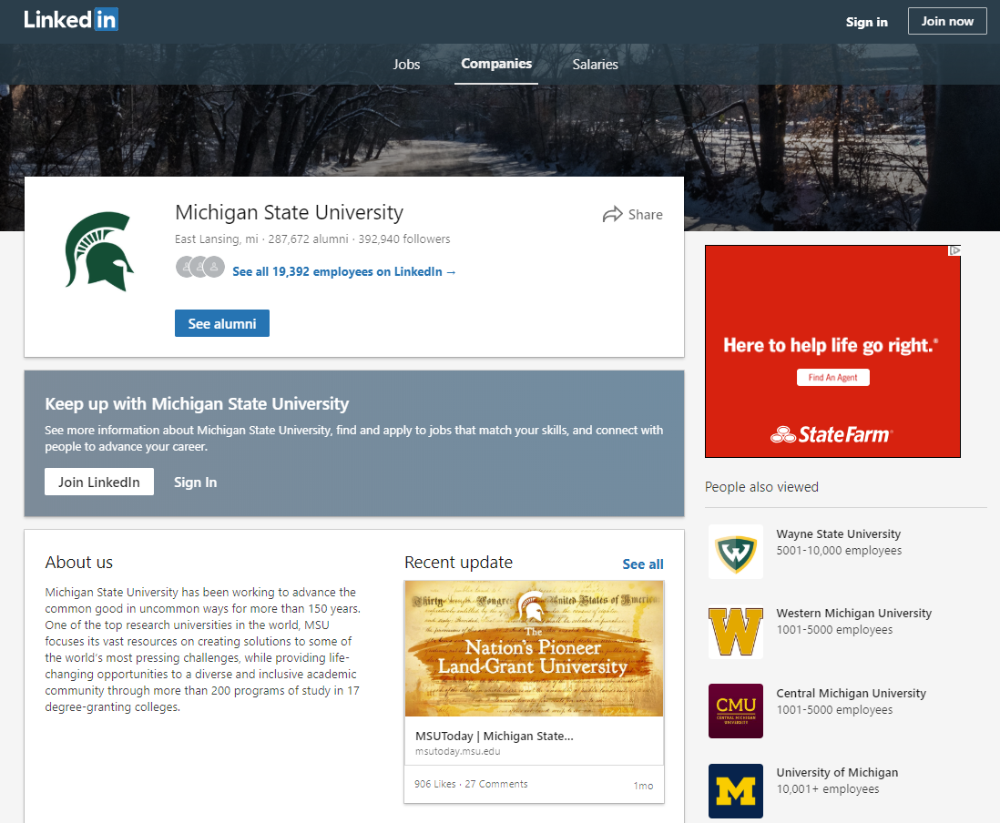 Linked in
Sign in
Join now
Jobs
Companies
Salaries
Michigan State University
Share
East Lansing, mi · 287,672 alumni · 392,940 followers
See all 19,392 employees on LinkedIn →
See alumni
Here to help life go right.®
Find An Agent
State Farm®
Keep up with Michigan State University
See more information about Michigan State University, find and apply to jobs that match your skills, and connect with
people to advance your career.
Join LinkedIn
Sign In
People also viewed
Wayne State University
5001-10,000 employees
Western Michigan University
1001-5000 employees
W
CMU
CENTRAL MICHIGAN
UNIVERSITY
Central Michigan University
1001-5000 employees
M
University of Michigan
10,001+ employees
About us
Michigan State University has been working to advance the
common good in uncommon ways for more than 150 years.
One of the top research universities in the world, MSU
focuses its vast resources on creating solutions to some of
the world's most pressing challenges, while providing life-
changing opportunities to a diverse and inclusive academic
community through more than 200 programs of study in 17
degree-granting colleges.
Recent update
See all
United States of America
The
Nation's Pioneer
Land-Grant University
MSUToday | Michigan State...
msutoday.msu.edu
906 Likes · 27 Comments
1mo